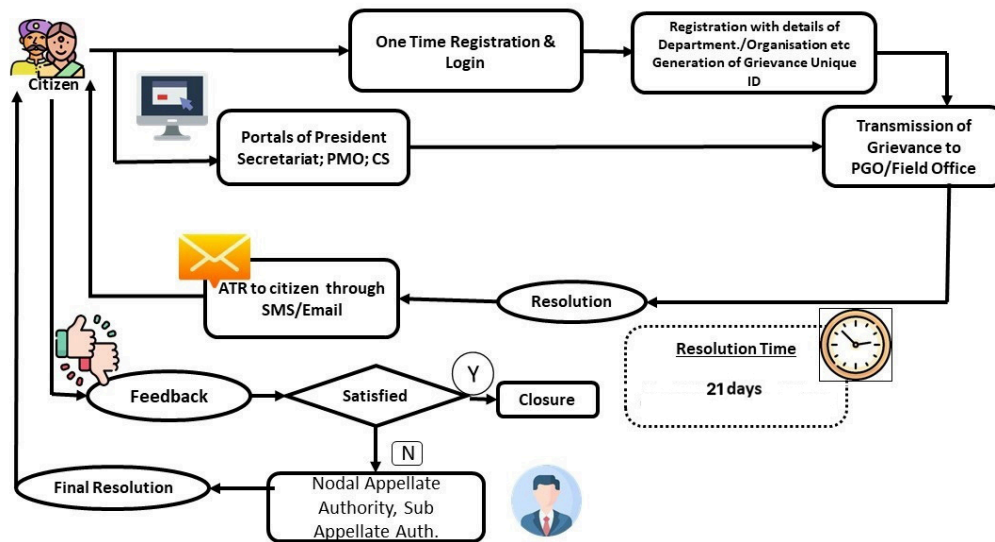 Citizen
One Time Registration &
Login
Registration with details of
Department./Organisation etc
Generation of Grievance Unique
ID
Portals of President
Secretariat; PMO; CS
Transmission of
Grievance to
PGO/Field Office
ATR to citizen through
SMS/Email
Resolution
Resolution Time
21 days
Feedback
Satisfied
Y
Closure
N
Final Resolution
Nodal Appellate
Authority, Sub
Appellate Auth.